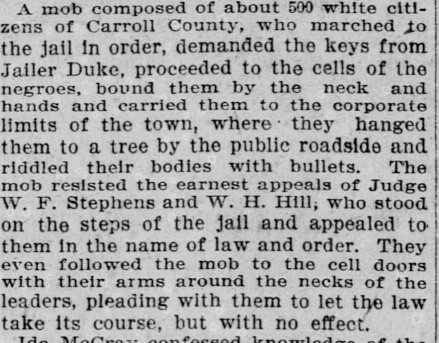 A mob composed of about 500 white citi-
zens of Carroll County, who marched to
the jail in order, demanded the keys from
Jailer Duke, proceeded to the cells of the
negroes, bound them by the neck and
hands and carried them to the corporate
limits of the town, where they hanged
them to a tree by the public roadside and
riddled their bodies with bullets. The
mob resisted the earnest appeals of Judge
W. F. Stephens and W. H. Hill, who stood
on the steps of the jail and appealed to
them in the name of law and order. They
even followed the mob to the cell doors
with their arms around the necks of the
leaders, pleading with them to let the law
take its course, but with no effect.
Ida McCray confessed knowledge of the